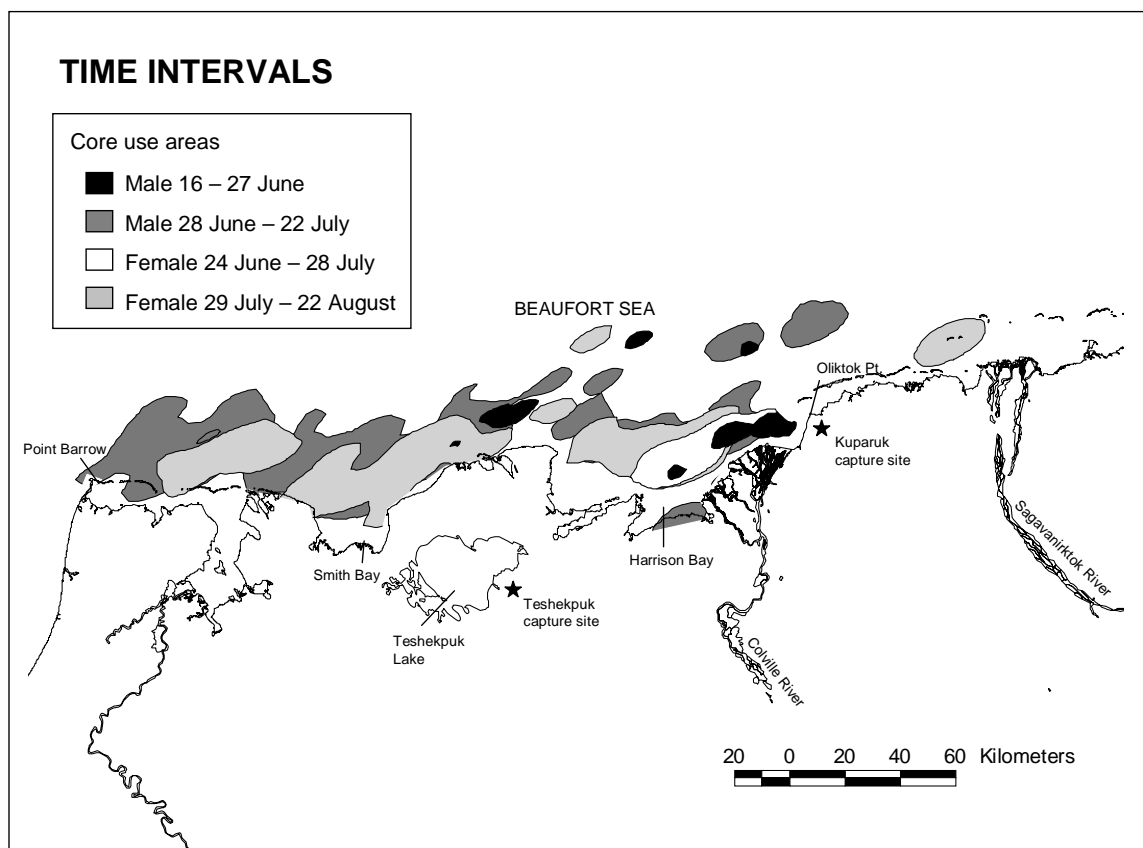 TIME INTERVALS
Core use areas
Male 16 – 27 June
Male 28 June – 22 July
Female 24 June – 28 July
Female 29 July – 22 August
BEAUFORT SEA
Oliktok Pt.
Point Barrow
Kuparuk
capture site
Sagavanirktok River
Harrison Bay
Smith Bay
Teshekpuk
capture site
Teshekpuk
Lake
Colville River
20 0 20 40 60 Kilometers